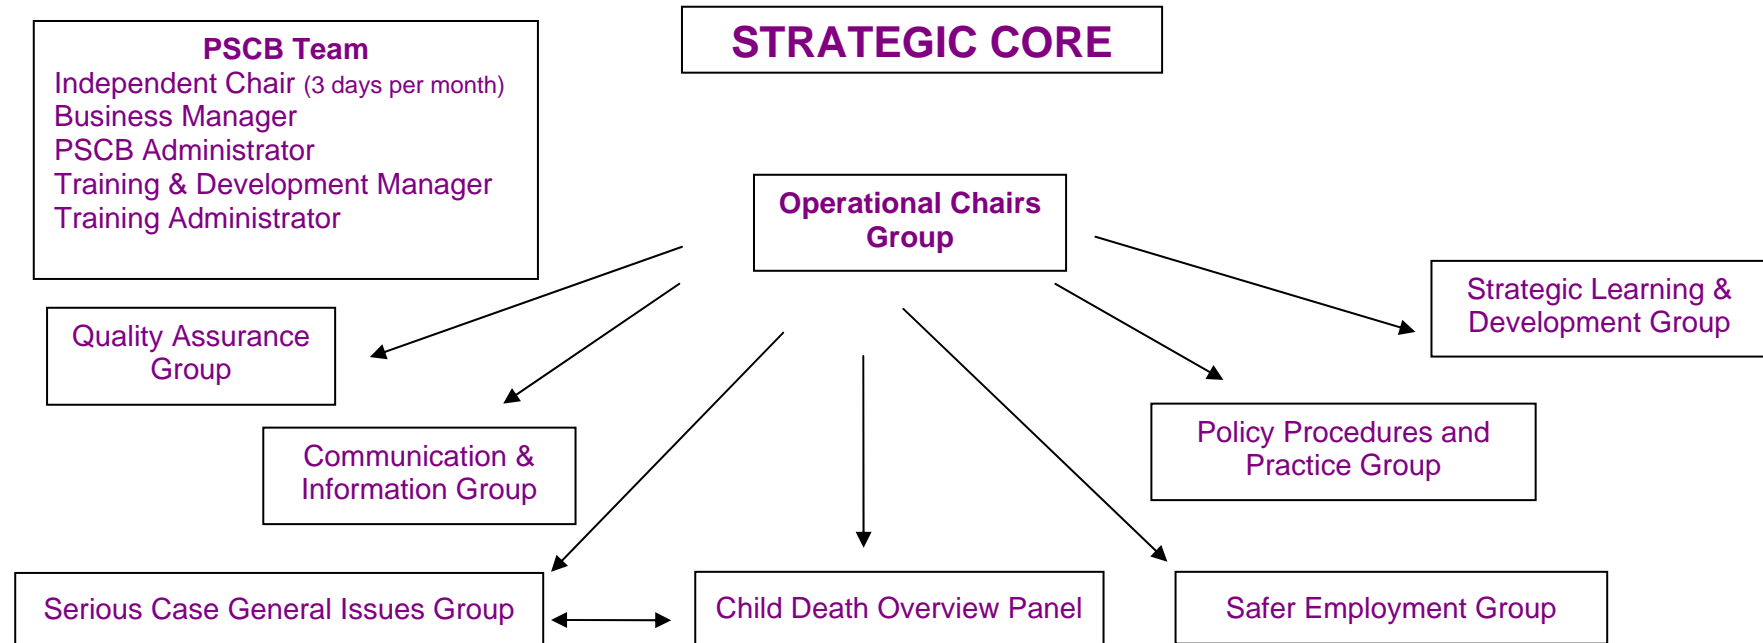 PSCB Team
Independent Chair (3 days per month)
Business Manager
PSCB Administrator
Training & Development Manager
Training Administrator
STRATEGIC CORE
Operational Chairs
Group
Quality Assurance
Group
Communication &
Information Group
Strategic Learning &
Development Group
Policy Procedures and
Practice Group
Serious Case General Issues Group
Child Death Overview Panel
Safer Employment Group